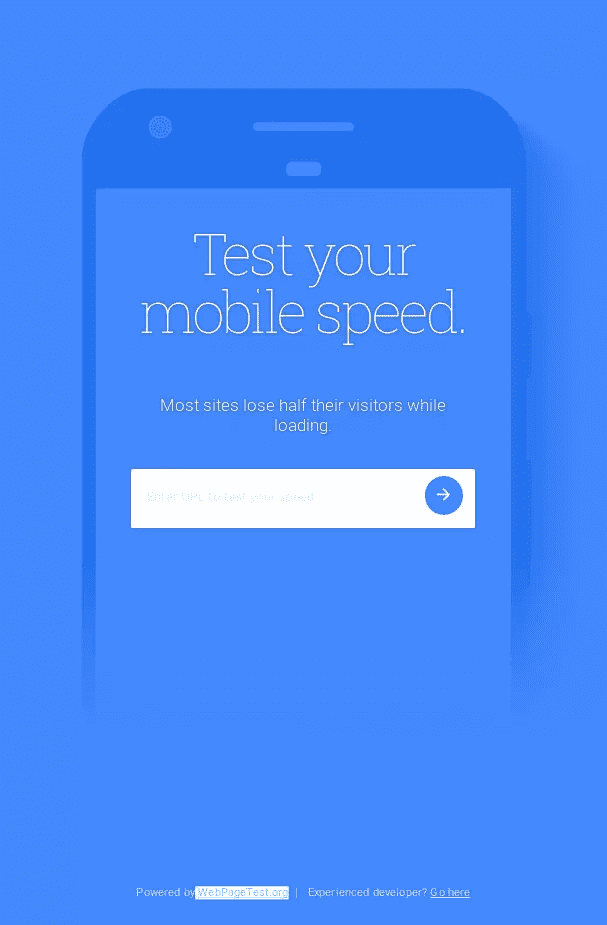 Test your
mobile speed.
Most sites lose half their visitors while
loading.
Enter URL to test your speed
Powered by WebPageTest.org | Experienced developer? Go here